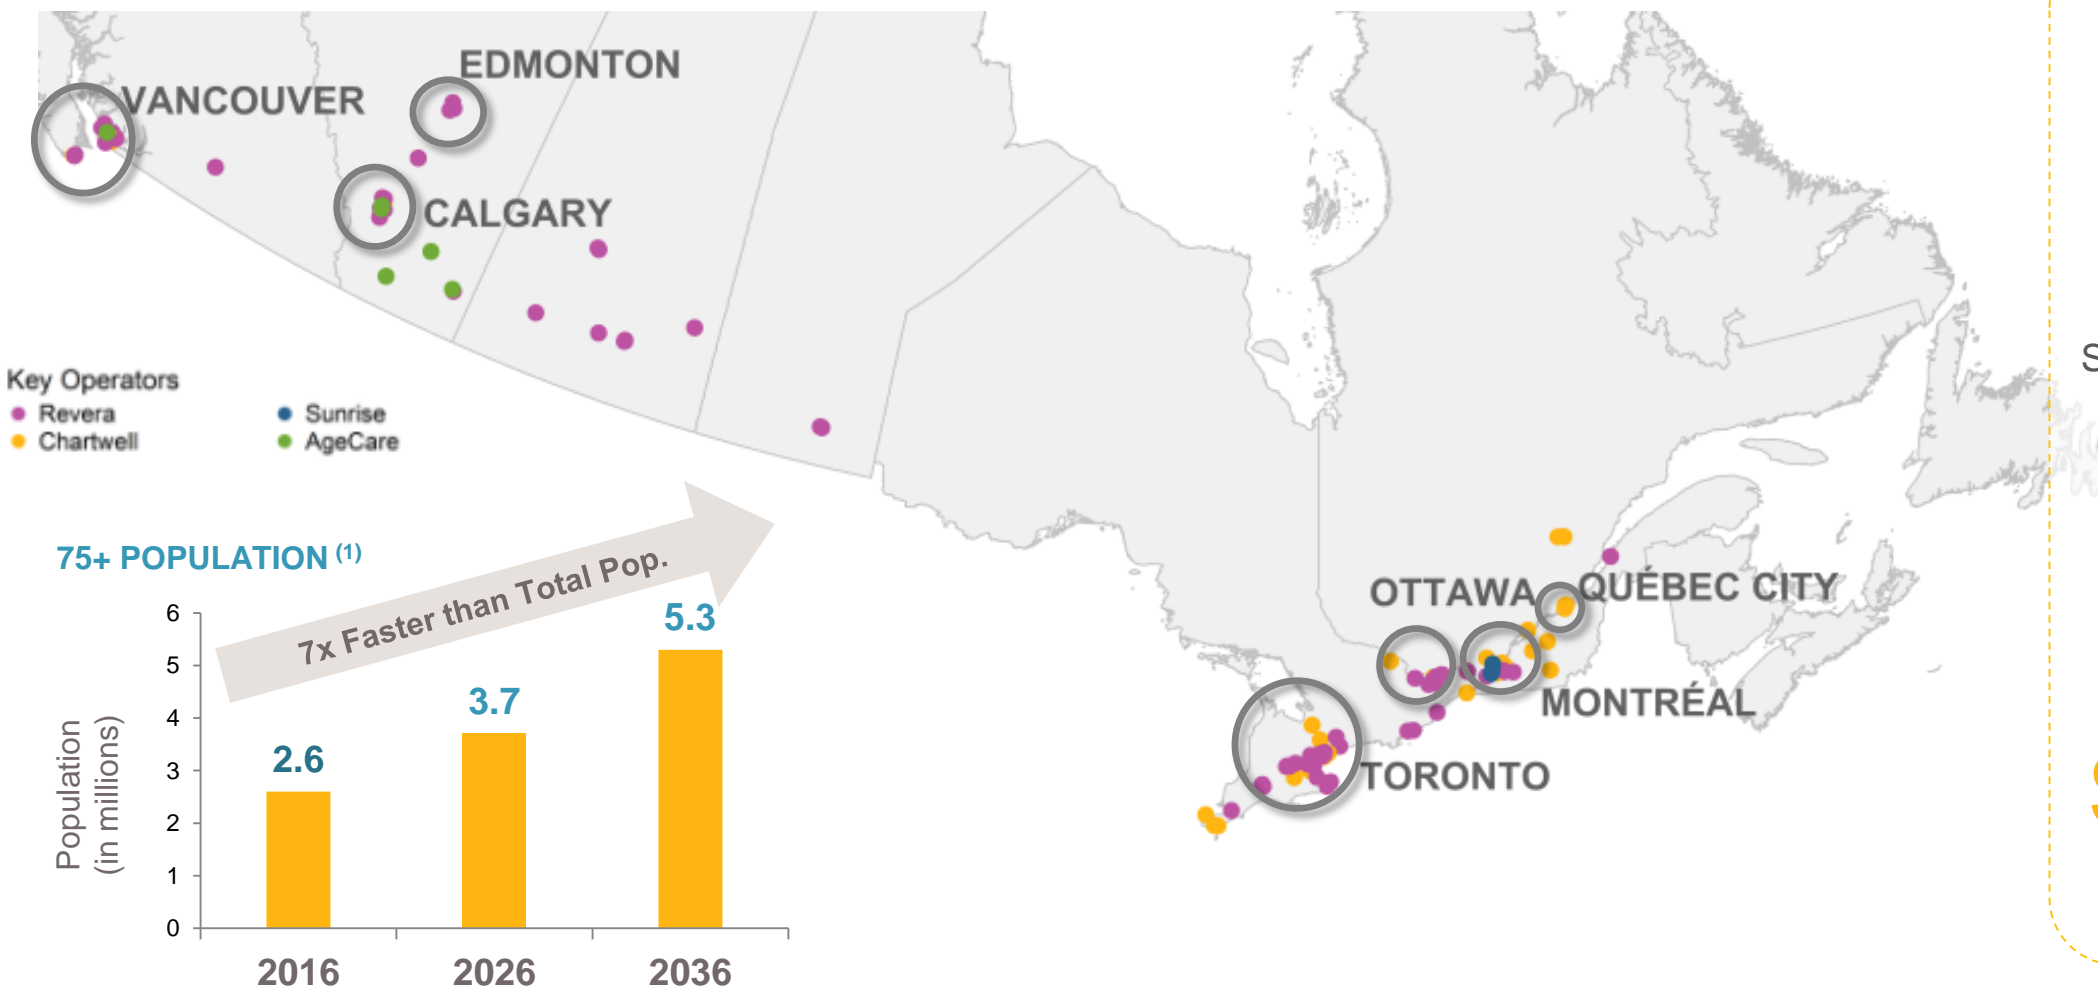 EDMONTON
VANCOUVER
CALGARY
Key Operators
Revera
Sunrise
Chartwell
AgeCare
75+ POPULATION (1)
7x Faster than Total Pop.
Population
(in millions)
6
5
4
3
2
1
0
2.6
3.7
5.3
2016
2026
2036
OTTAWA
QUÉBEC CITY
MONTRÉAL
TORONTO
S